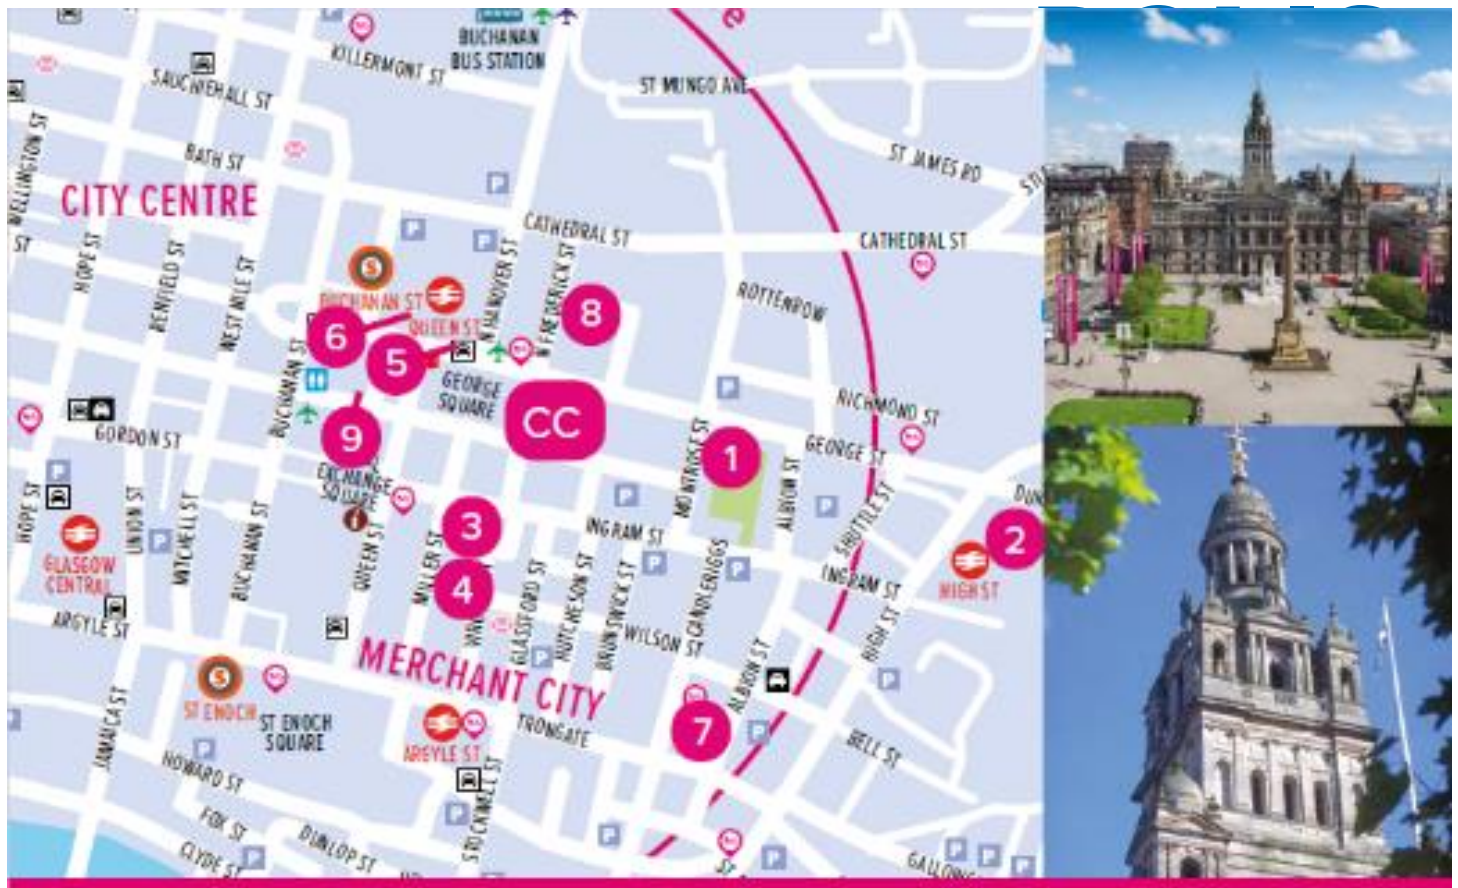 BUCHANAN
BUS STATION
KILLERMONT ST
SAUCHIEHALL ST
ST MUNGO AVE
BATH ST
ST JAMES RD
WELLINGTON ST
CITY CENTRE
CATHEDRAL ST
CATHEDRAL ST
ST
HOPE ST
RENFIELD ST
WEST NILE ST
N HANOVER ST
N FREDERICK ST
ROTTENROW
S
BUCHANAN ST
QUEEN ST
8
6
5
GEORGE
SQUARE
BUCHANAN ST
CC
RICHMOND ST
GORDON ST
9
1
MONTROSE ST
GEORGE ST
EXCHANGE
SQUARE
ALBION ST
HOPE ST
UNION ST
MITCHELL ST
BUCHANAN ST
QUEEN ST
MILLER ST
3
INGRAM ST
SHUTTLE ST
2
GLASGOW
CENTRAL
4
INGRAM ST
HIGH ST
ARGYLE ST
GLASSFORD ST
HUTCHESON ST
BRUNSWICK ST
CANDLERIGGS
WILSON ST
HIGH ST
MERCHANT CITY
ALBION ST
S
ST ENOCH
ST ENOCH
SQUARE
ARGYLE ST
TRONGATE
7
BELL ST
JAMAICA ST
HOWARD ST
STOCKWELL ST
FOX ST
DUNLOP ST
CLYDE ST
ST